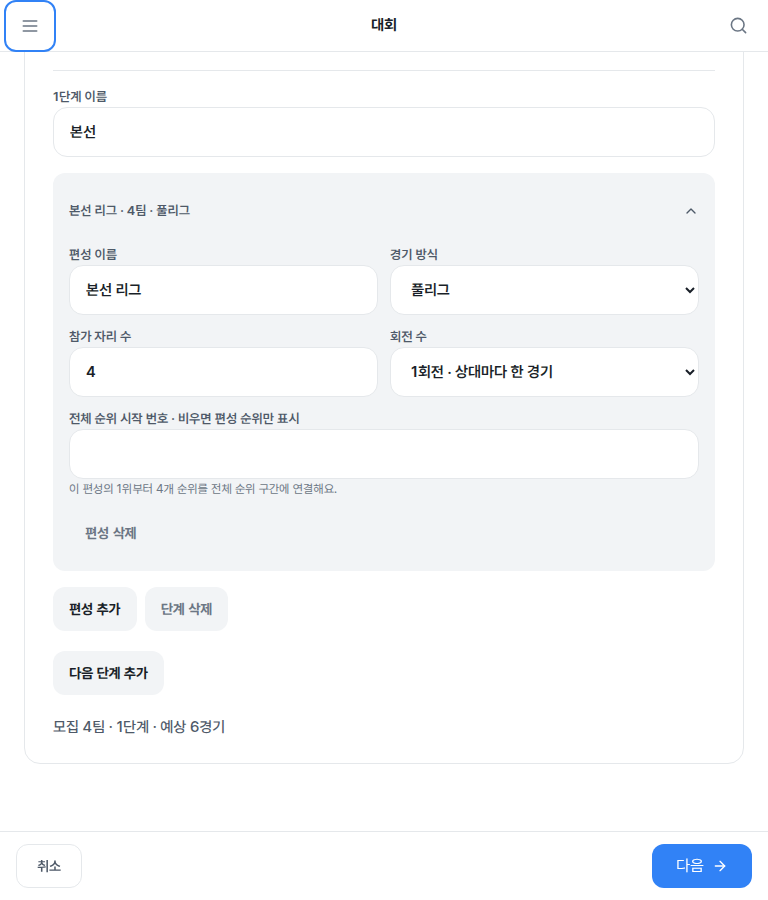 대회
1단계 이름
본선
본선 리그 · 4팀 · 풀리그
편성 이름
경기 방식
본선 리그
풀리그
참가 자리 수
회전 수
4
1회전 · 상대마다 한 경기
전체 순위 시작 번호 · 비우면 편성 순위만 표시
이 편성의 1위부터 4개 순위를 전체 순위 구간에 연결해요.
편성 삭제
편성 추가
단계 삭제
다음 단계 추가
모집 4팀 · 1단계 · 예상 6경기
취소
다음